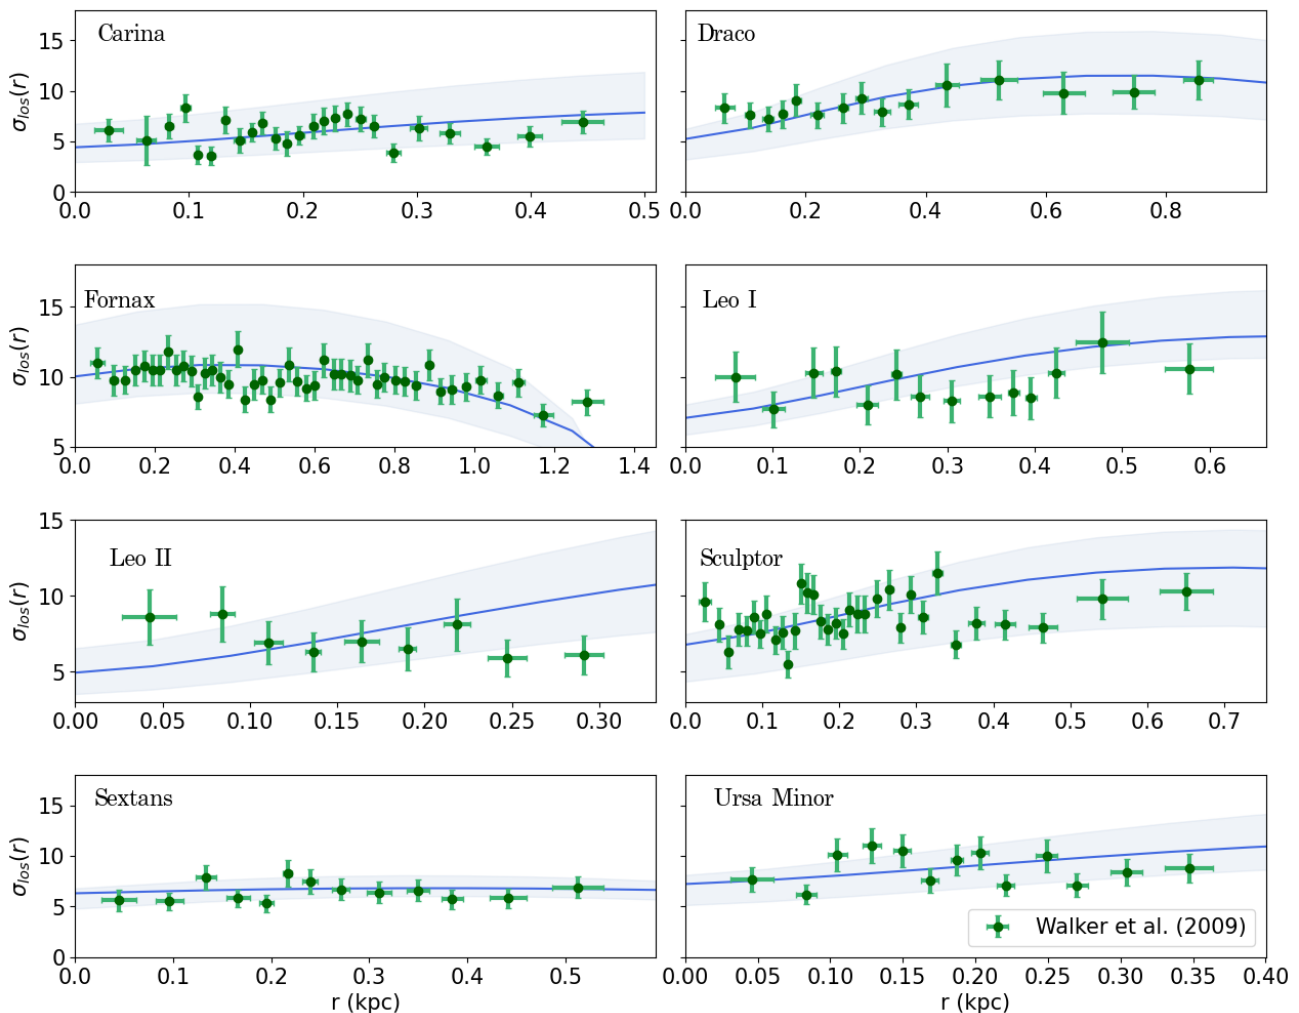 Carina
Draco
15
10
5
0
σlos(r)
0.0 0.1 0.2 0.3 0.4 0.5
0.0 0.2 0.4 0.6 0.8
Fornax
Leo I
15
10
5
σlos(r)
0.0 0.2 0.4 0.6 0.8 1.0 1.2 1.4
0.0 0.1 0.2 0.3 0.4 0.5 0.6
Leo II
Sculptor
15
10
5
0.00 0.05 0.10 0.15 0.20 0.25 0.30
0.0 0.1 0.2 0.3 0.4 0.5 0.6 0.7
Sextans
Ursa Minor
15
10
5
0
σlos(r)
Walker et al. (2009)
0.0 0.1 0.2 0.3 0.4 0.5
0.00 0.05 0.10 0.15 0.20 0.25 0.30 0.35 0.40
r (kpc)
r (kpc)